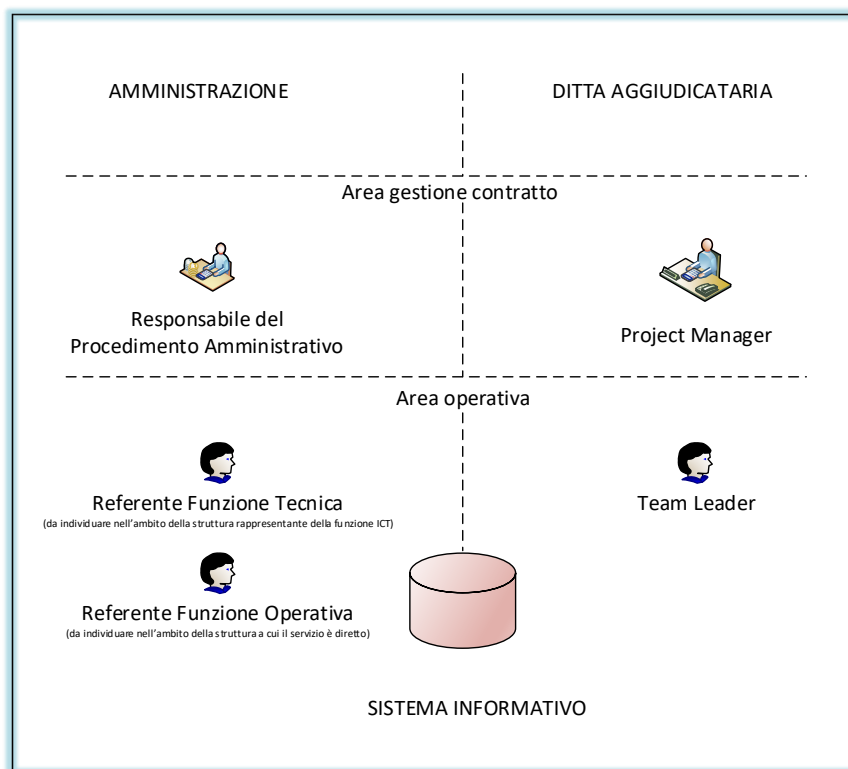 AMMINISTRAZIONE
DITTA AGGIUDICATARIA
Area gestione contratto
Responsabile del
Procedimento Amministrativo
Project Manager
Area operativa
Referente Funzione Tecnica
(da individuare nell'ambito della struttura rappresentante della funzione ICT)
Team Leader
Referente Funzione Operativa
(da individuare nell'ambito della struttura a cui il servizio è diretto)
SISTEMA INFORMATIVO